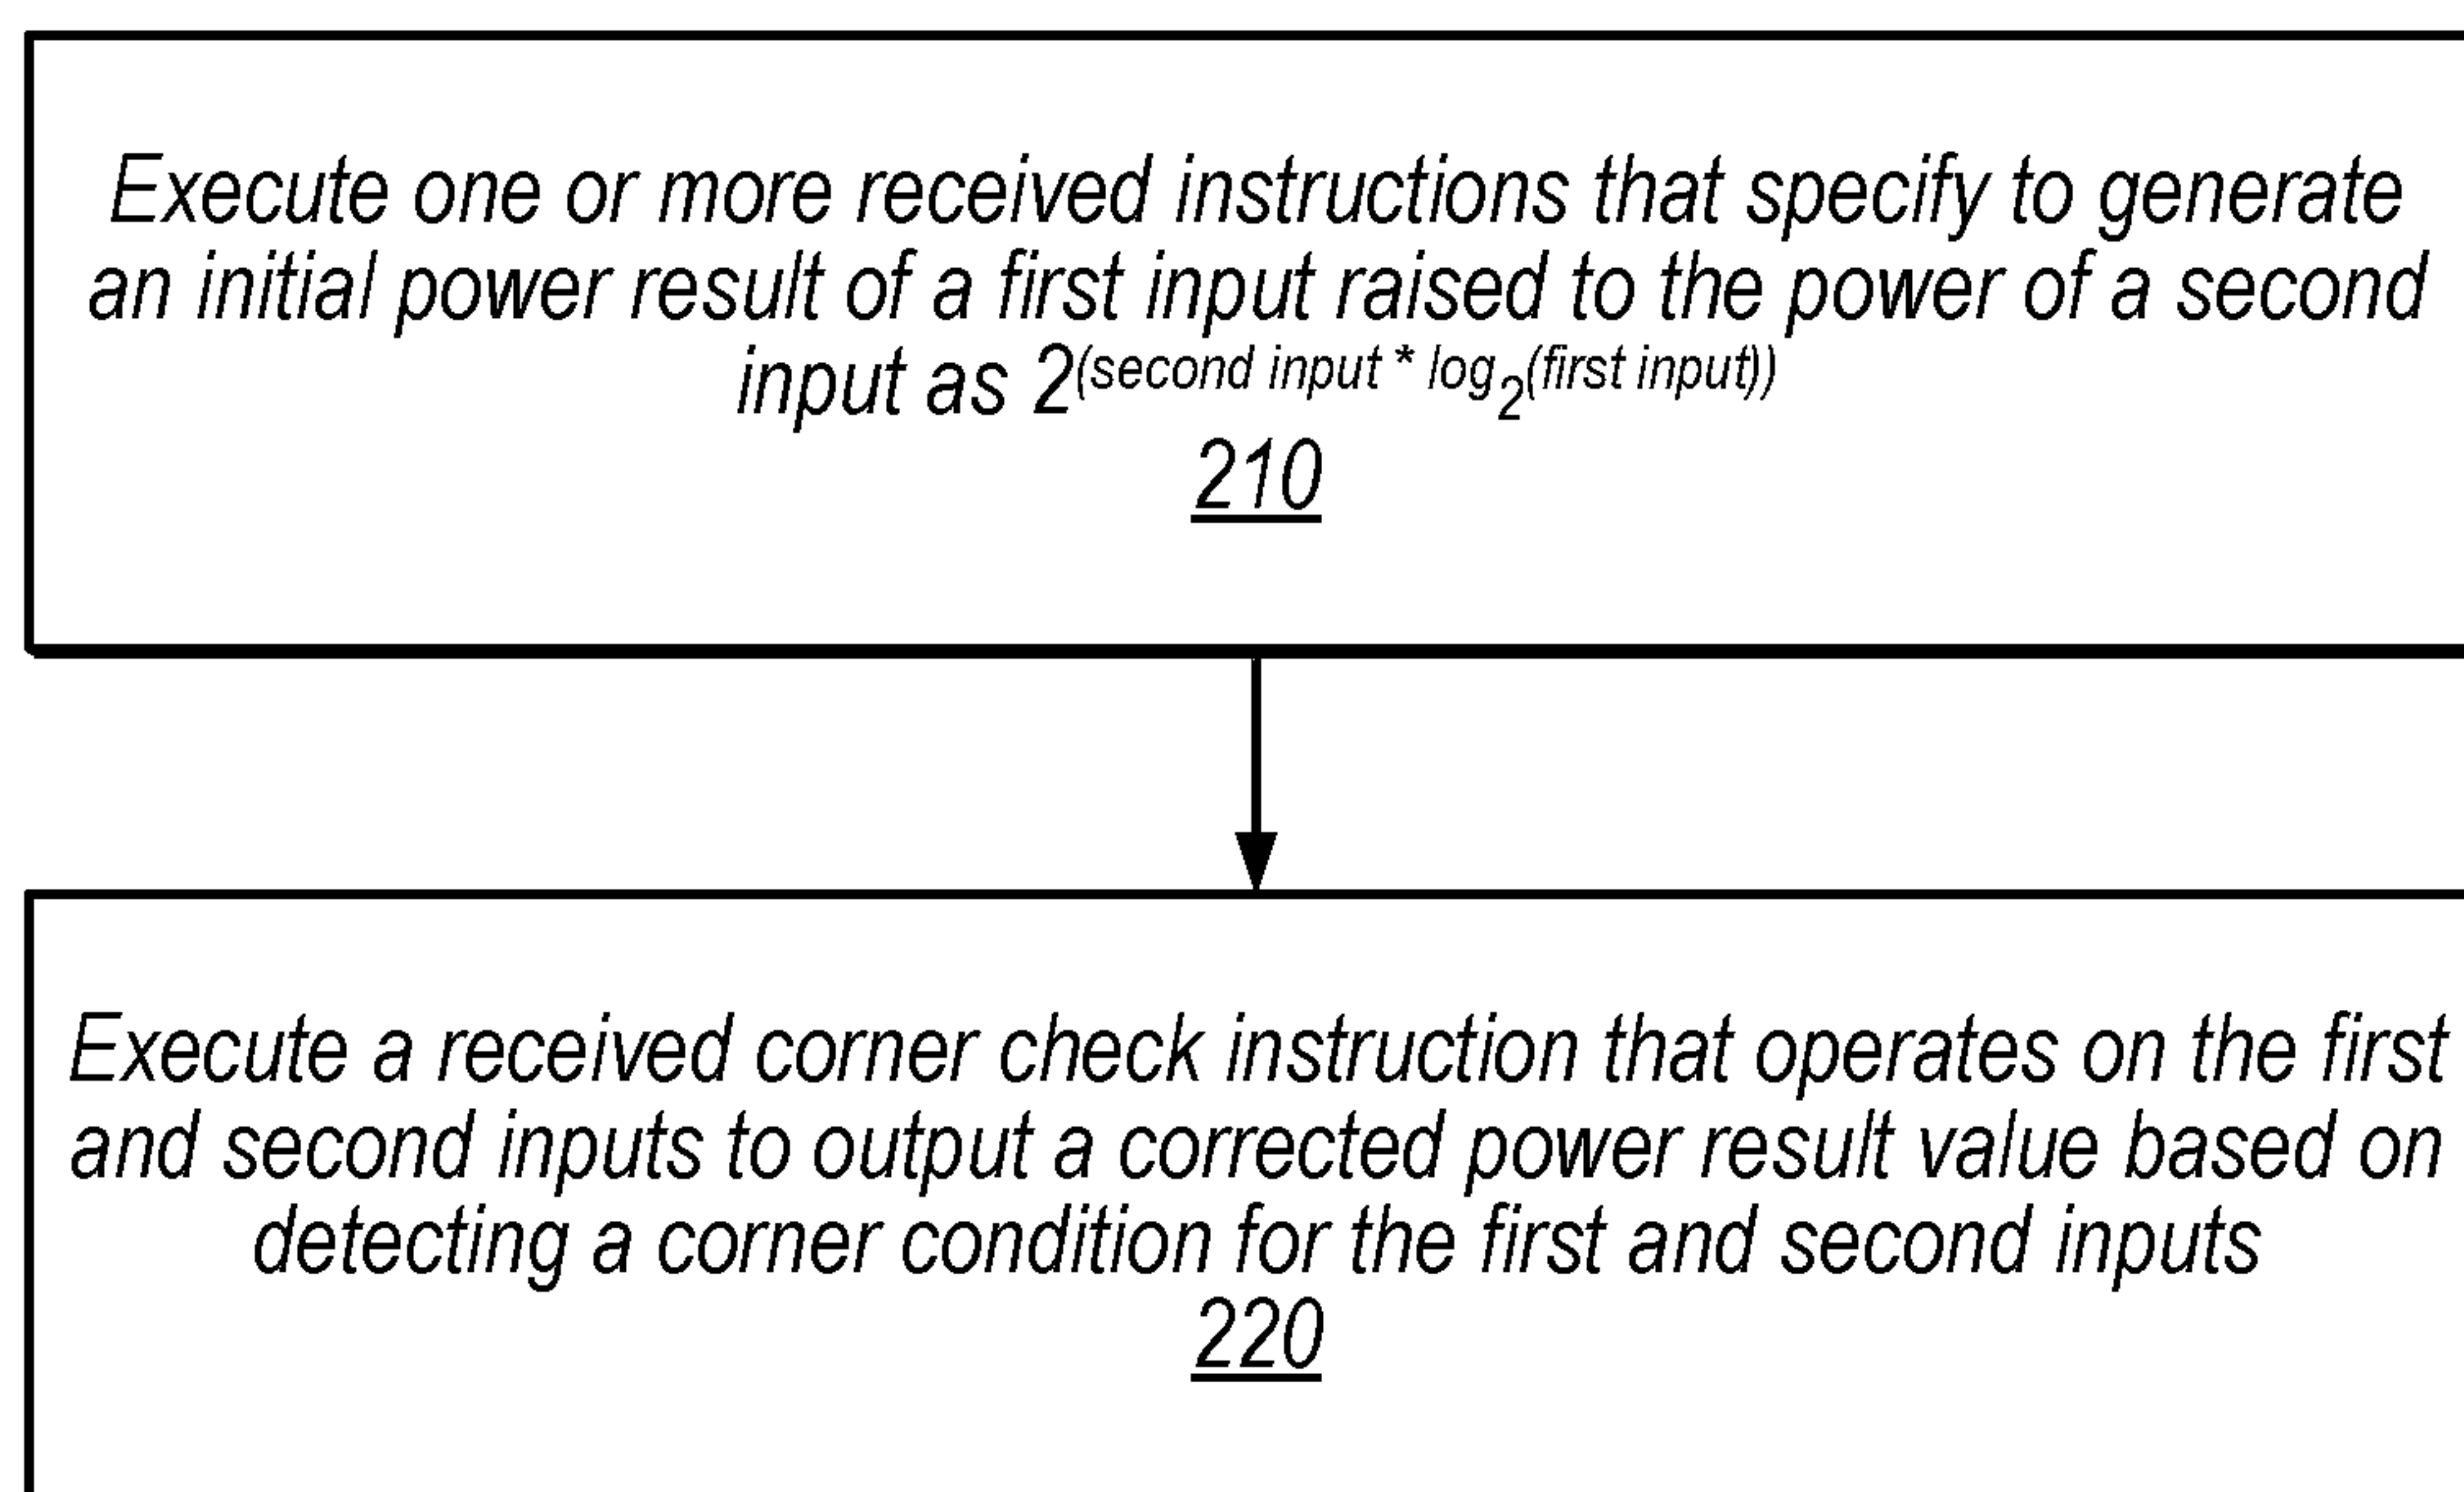 Execute one or more received instructions that specify to generate
an initial power result of a first input raised to the power of a second
input as 2(second input * log2(first input))
210
Execute a received corner check instruction that operates on the first
and second inputs to output a corrected power result value based on
detecting a corner condition for the first and second inputs
220